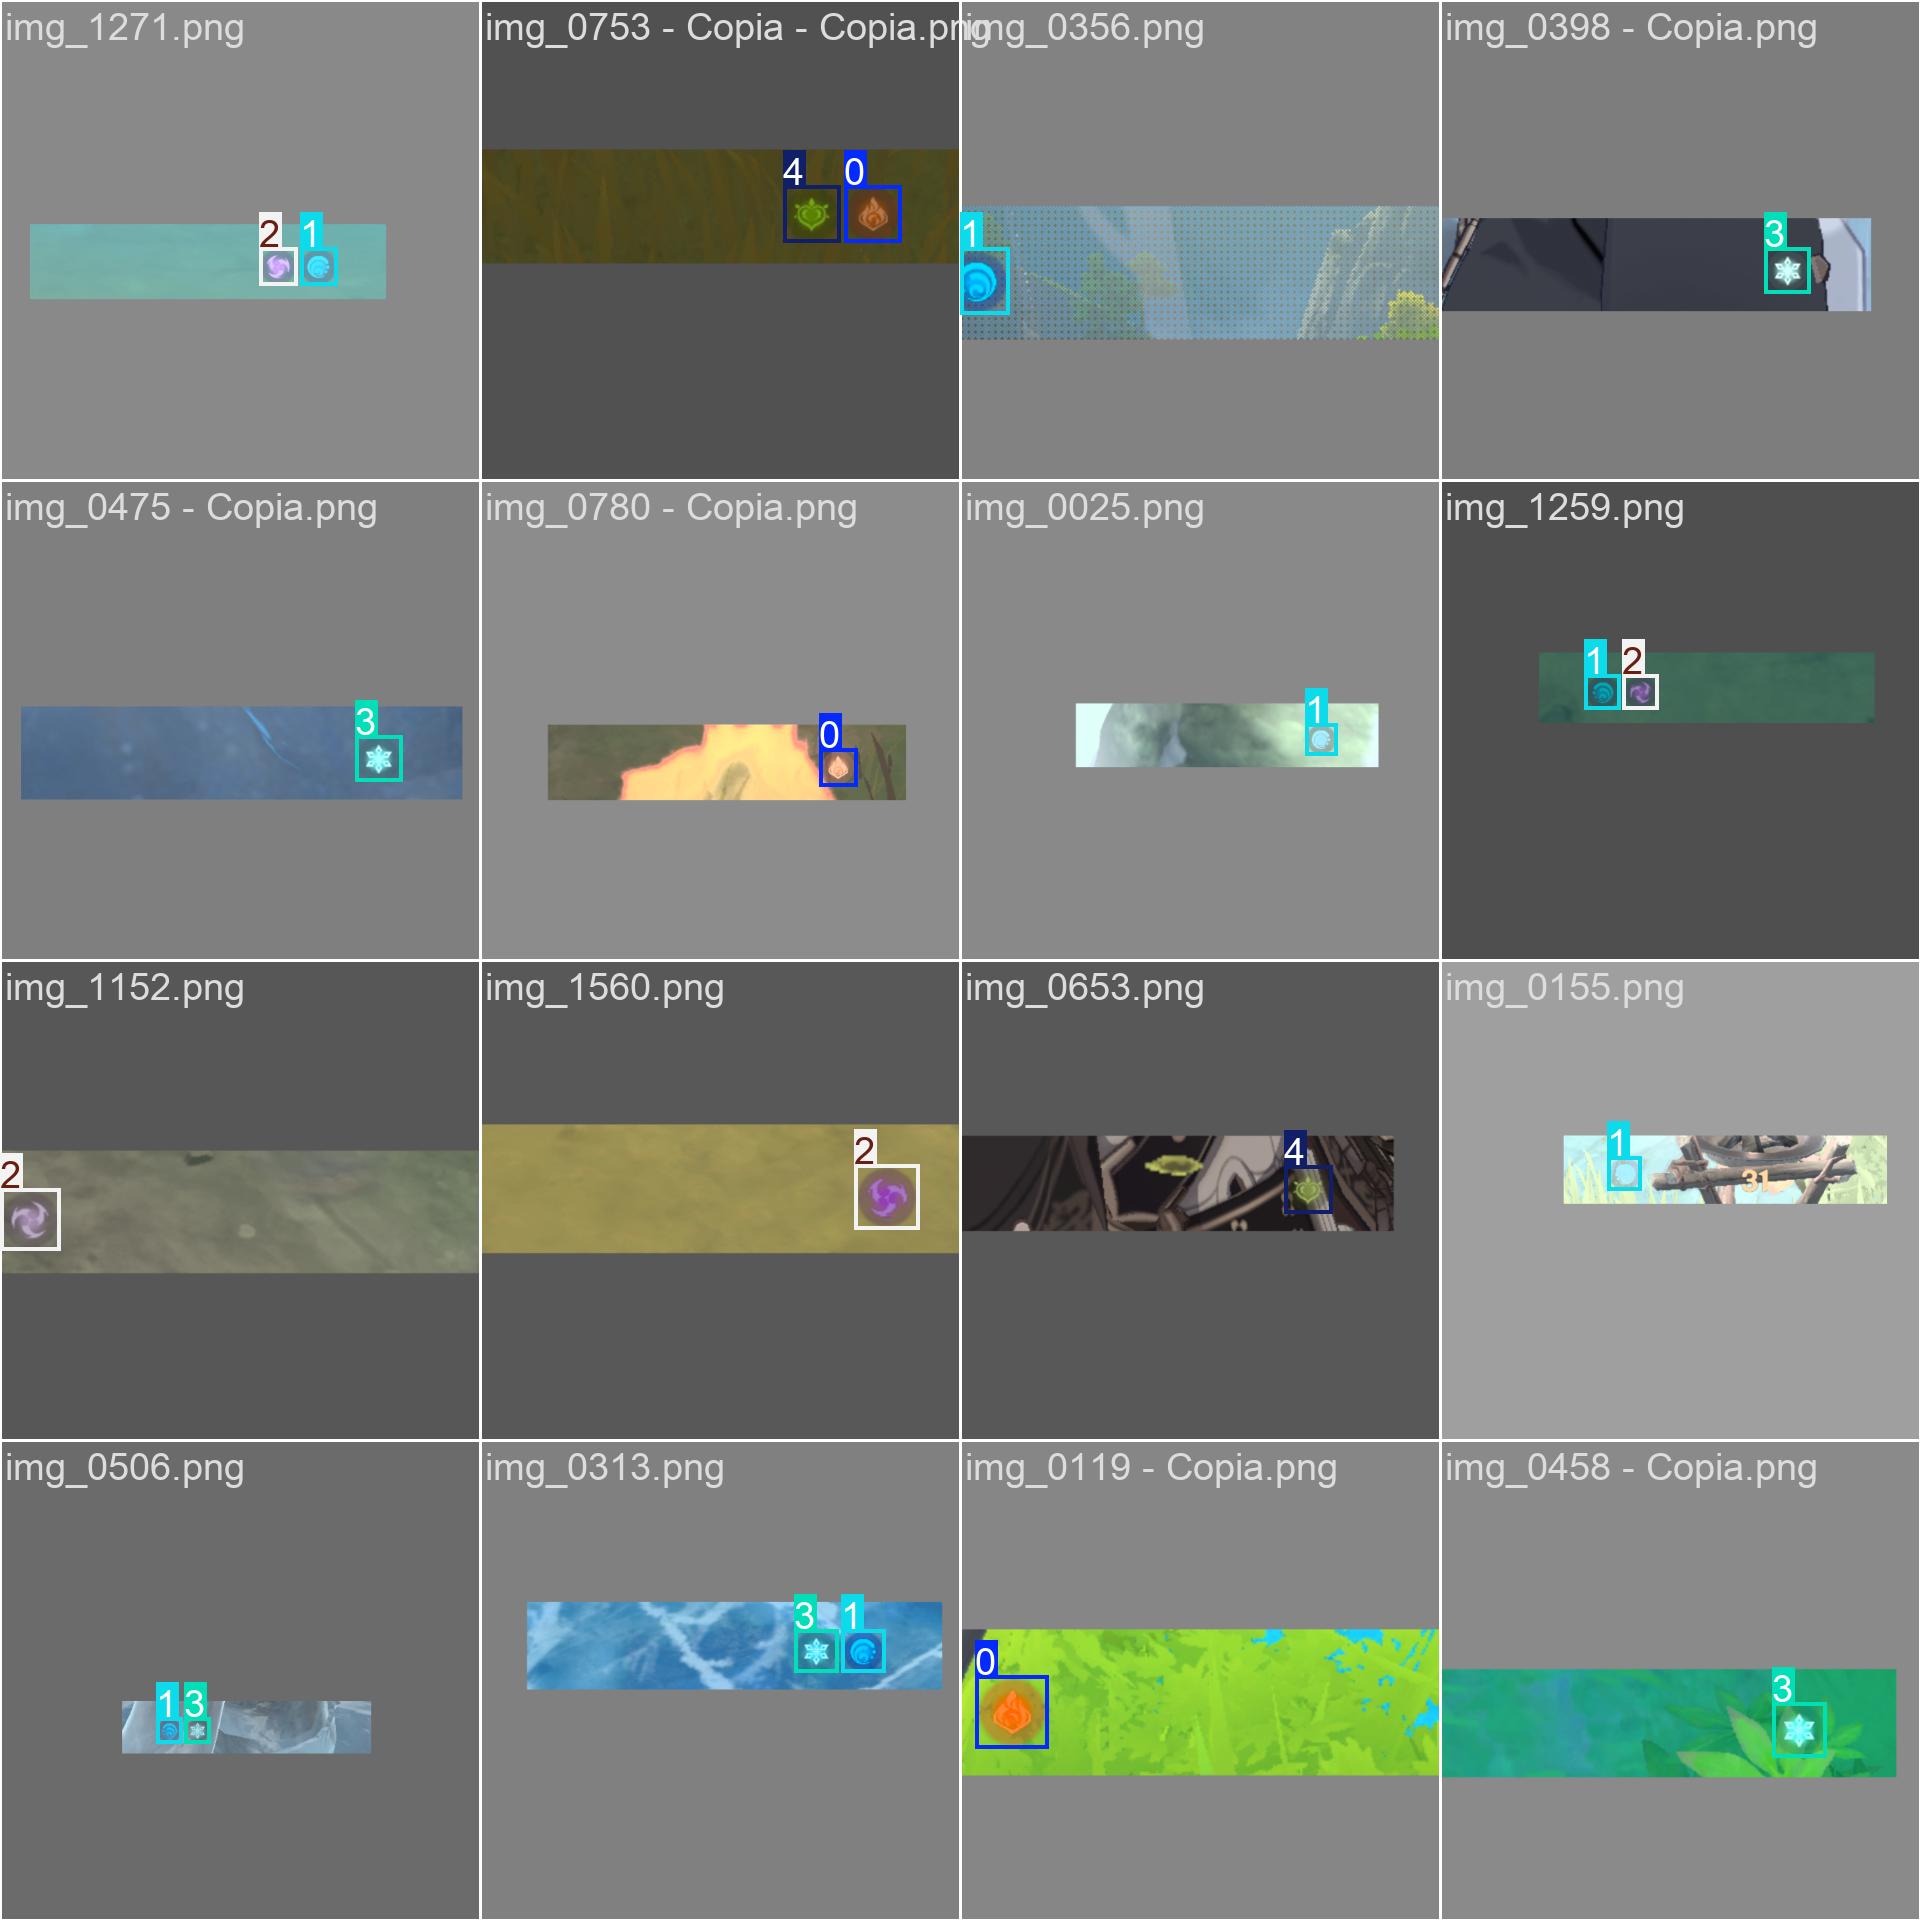 img_1271.png
img_0753 - Copia - Copia.png
img_0356.png
img_0398 - Copia.png
2 1
4 0
1
3
img_0475 - Copia.png
img_0780 - Copia.png
img_0025.png
img_1259.png
3
0
1
1 2
img_1152.png
img_1560.png
img_0653.png
img_0155.png
2
2
4
1
31
img_0506.png
img_0313.png
img_0119 - Copia.png
img_0458 - Copia.png
1 3
3 1
0
3